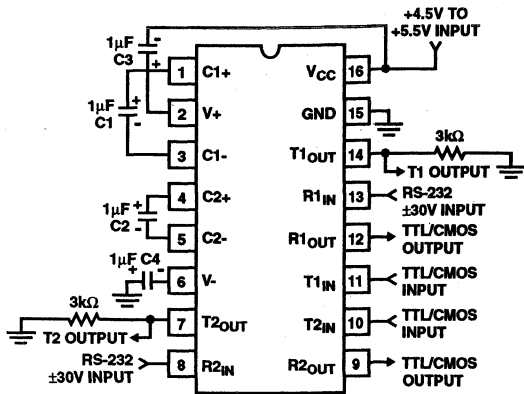 +4.5V TO
+5.5V INPUT
1µF
C3
-
+
1 C1+
VCC 16
+
1µF
C1
-
2 V+
GND 15
3kΩ
3 C1-
T1OUT 14
T1 OUTPUT
4 C2+
R1IN 13
RS-232
±30V INPUT
1µF
C2
+
-
5 C2-
R1OUT 12
TTL/CMOS
OUTPUT
1µF C4
+
-
6 V-
T1IN 11
TTL/CMOS
INPUT
3kΩ
7 T2OUT
T2IN 10
TTL/CMOS
INPUT
T2 OUTPUT
RS-232
±30V INPUT
8 R2IN
R2OUT 9
TTL/CMOS
OUTPUT